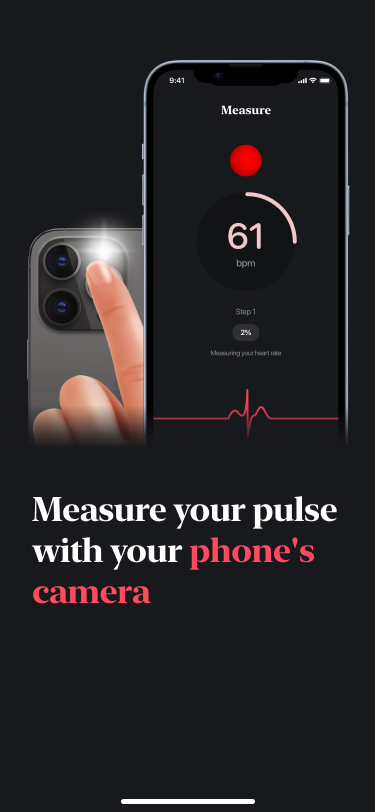 9:41
Measure
61
bpm
Step 1
2%
Measuring your heart rate
Measure your pulse
with your phone's
camera